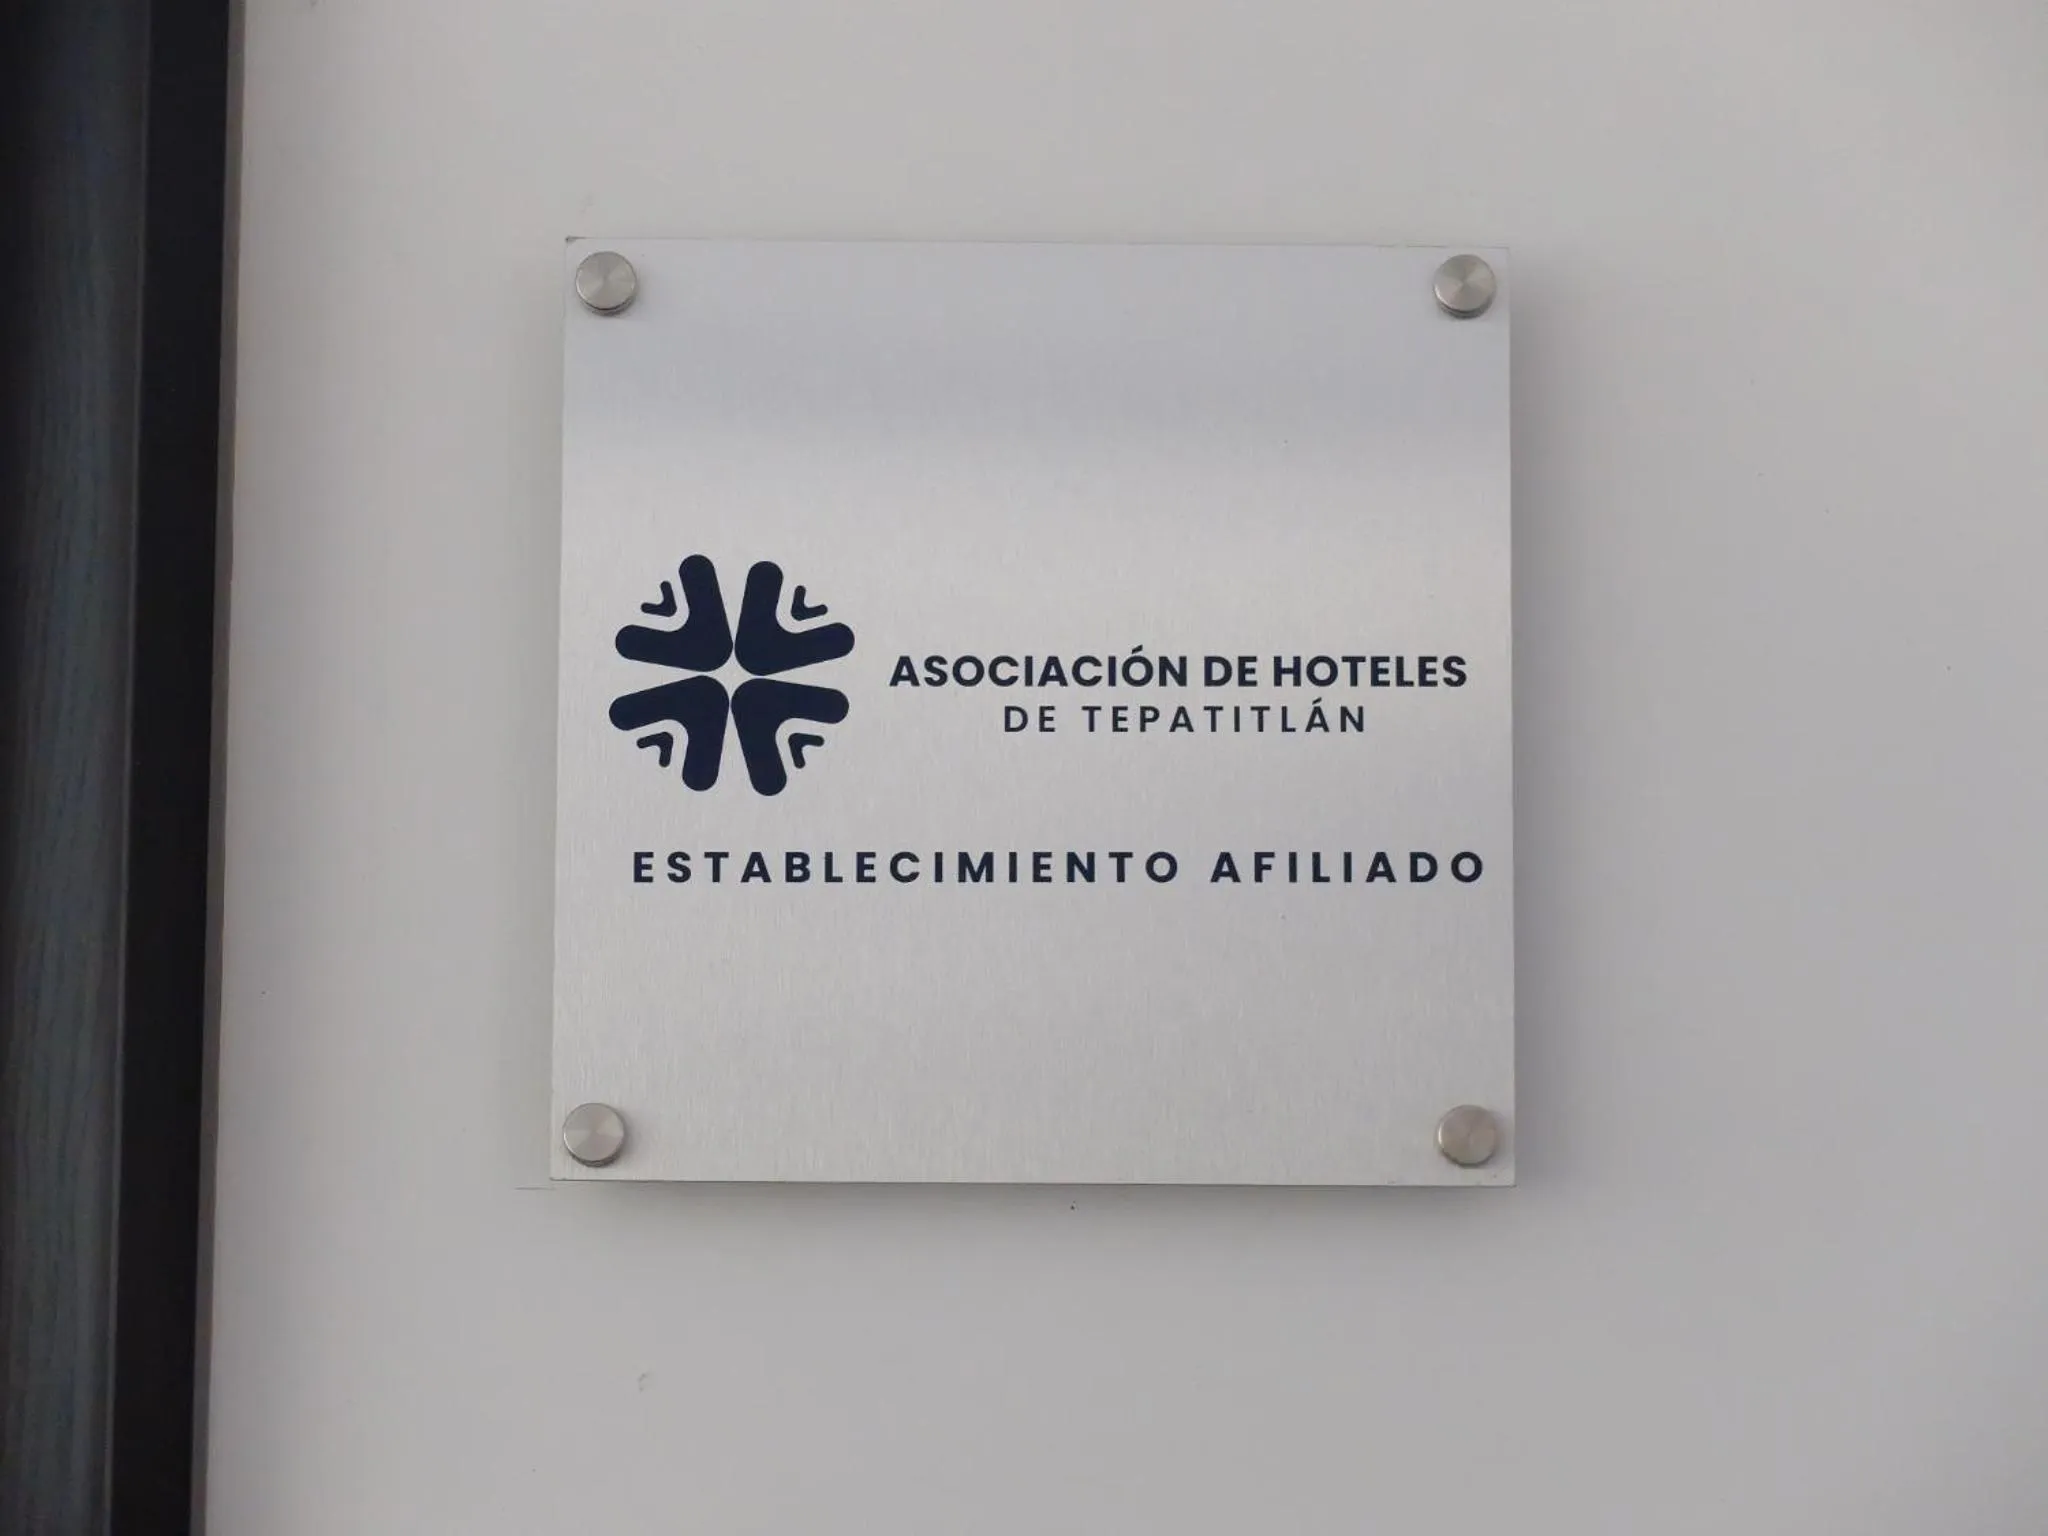 ASOCIACIÓN DE HOTELES
DE TEPATITLÁN
ESTABLECIMIENTO AFILIADO